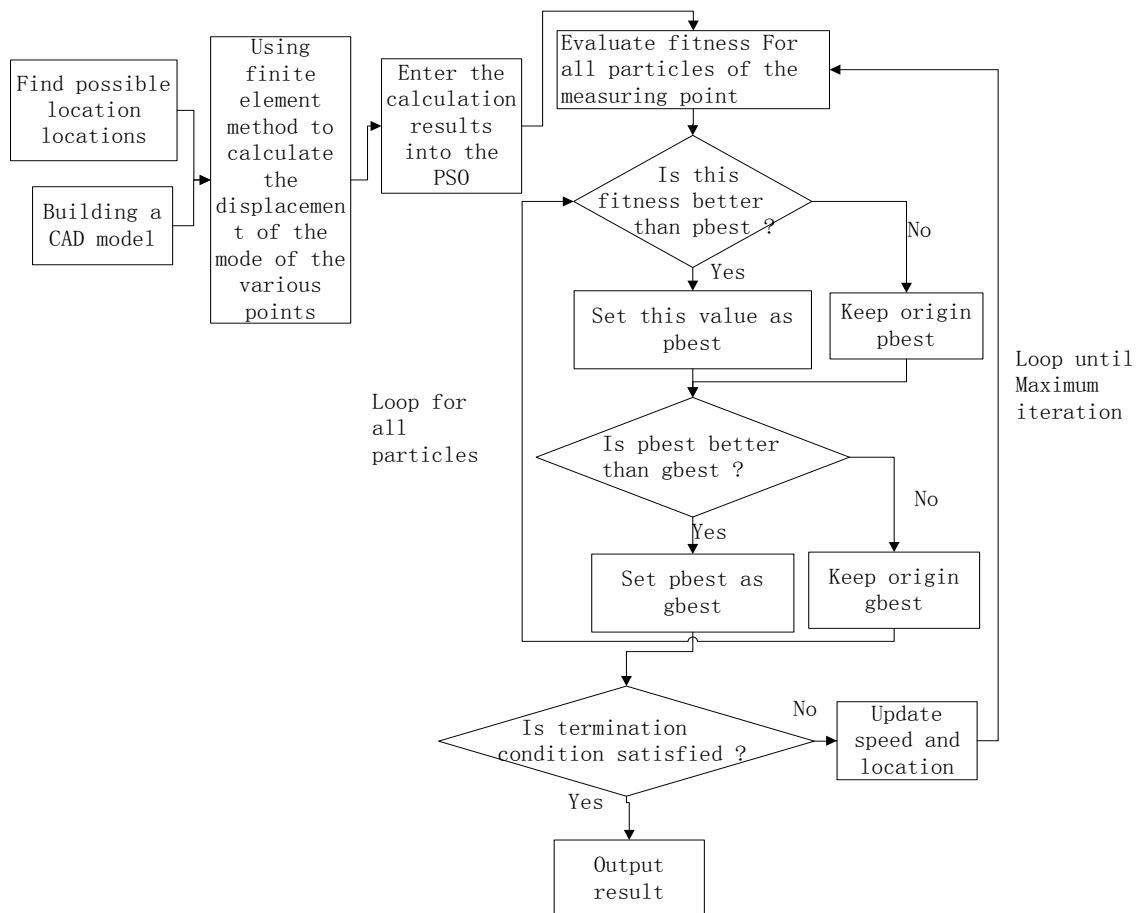 Find possible
location
locations
Building a
CAD model
Using
finite
element
method to
calculate
the
displacemen
t of the
mode of the
various
points
Enter the
calculation
results
into the
PSO
Evaluate fitness For
all particles of the
measuring point
Is this
fitness better
than pbest ?
No
Yes
Set this value as
pbest
Keep origin
pbest
Loop until
Maximum
iteration
Loop for
all
particles
Is pbest better
than gbest ?
No
Yes
Set pbest as
gbest
Keep origin
gbest
Is termination
condition satisfied ?
No
Update
speed and
location
Yes
Output
result